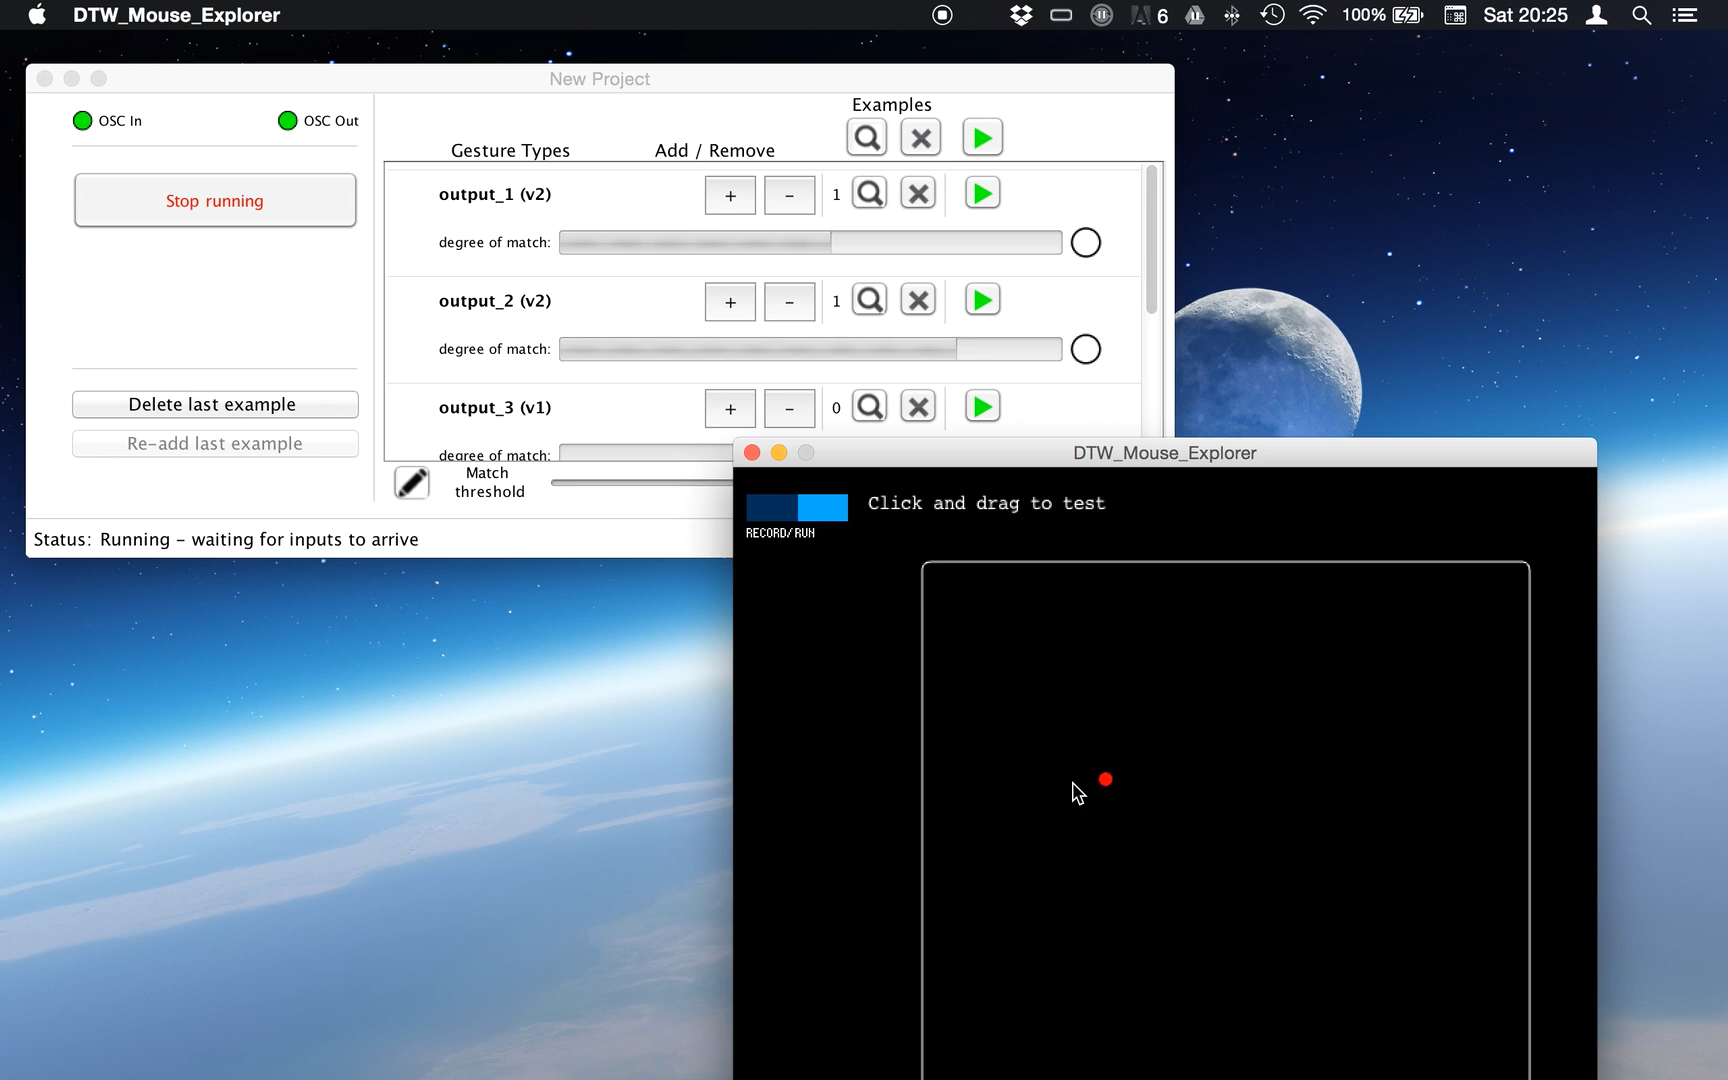 DTW_Mouse_Explorer
6
100%
Sat 20:25
New Project
OSC In
OSC Out
Examples
Gesture Types
Add / Remove
Stop running
output_1 (v2)
+
-
1
degree of match:
output_2 (v2)
+
-
1
degree of match:
output_3 (v1)
+
-
0
degree of match:
Delete last example
Re-add last example
Match
threshold
Status: Running - waiting for inputs to arrive
DTW_Mouse_Explorer
Click and drag to test
RECORD/RUN